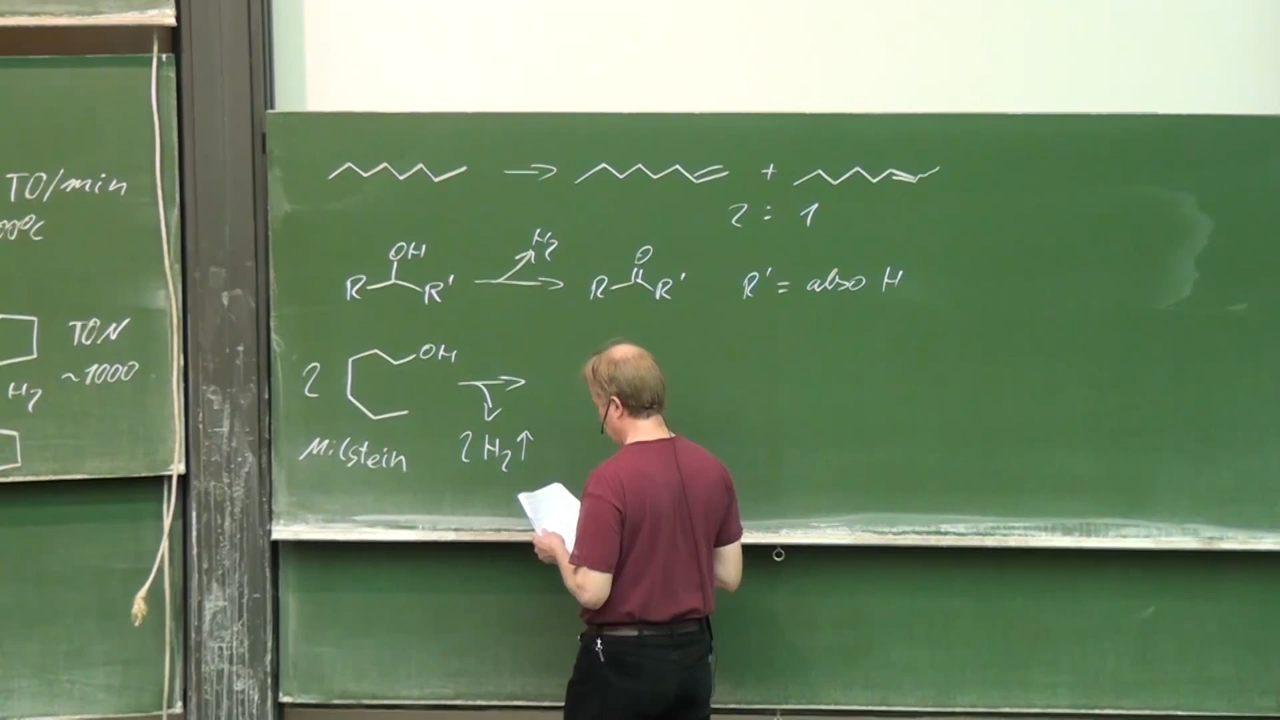 TO/min
00°C
TON
~1000
H2
→ +
2 : 1
OH
H2
R R' → O R R' R' = also H
2 OH →
Milstein 2 H2↑